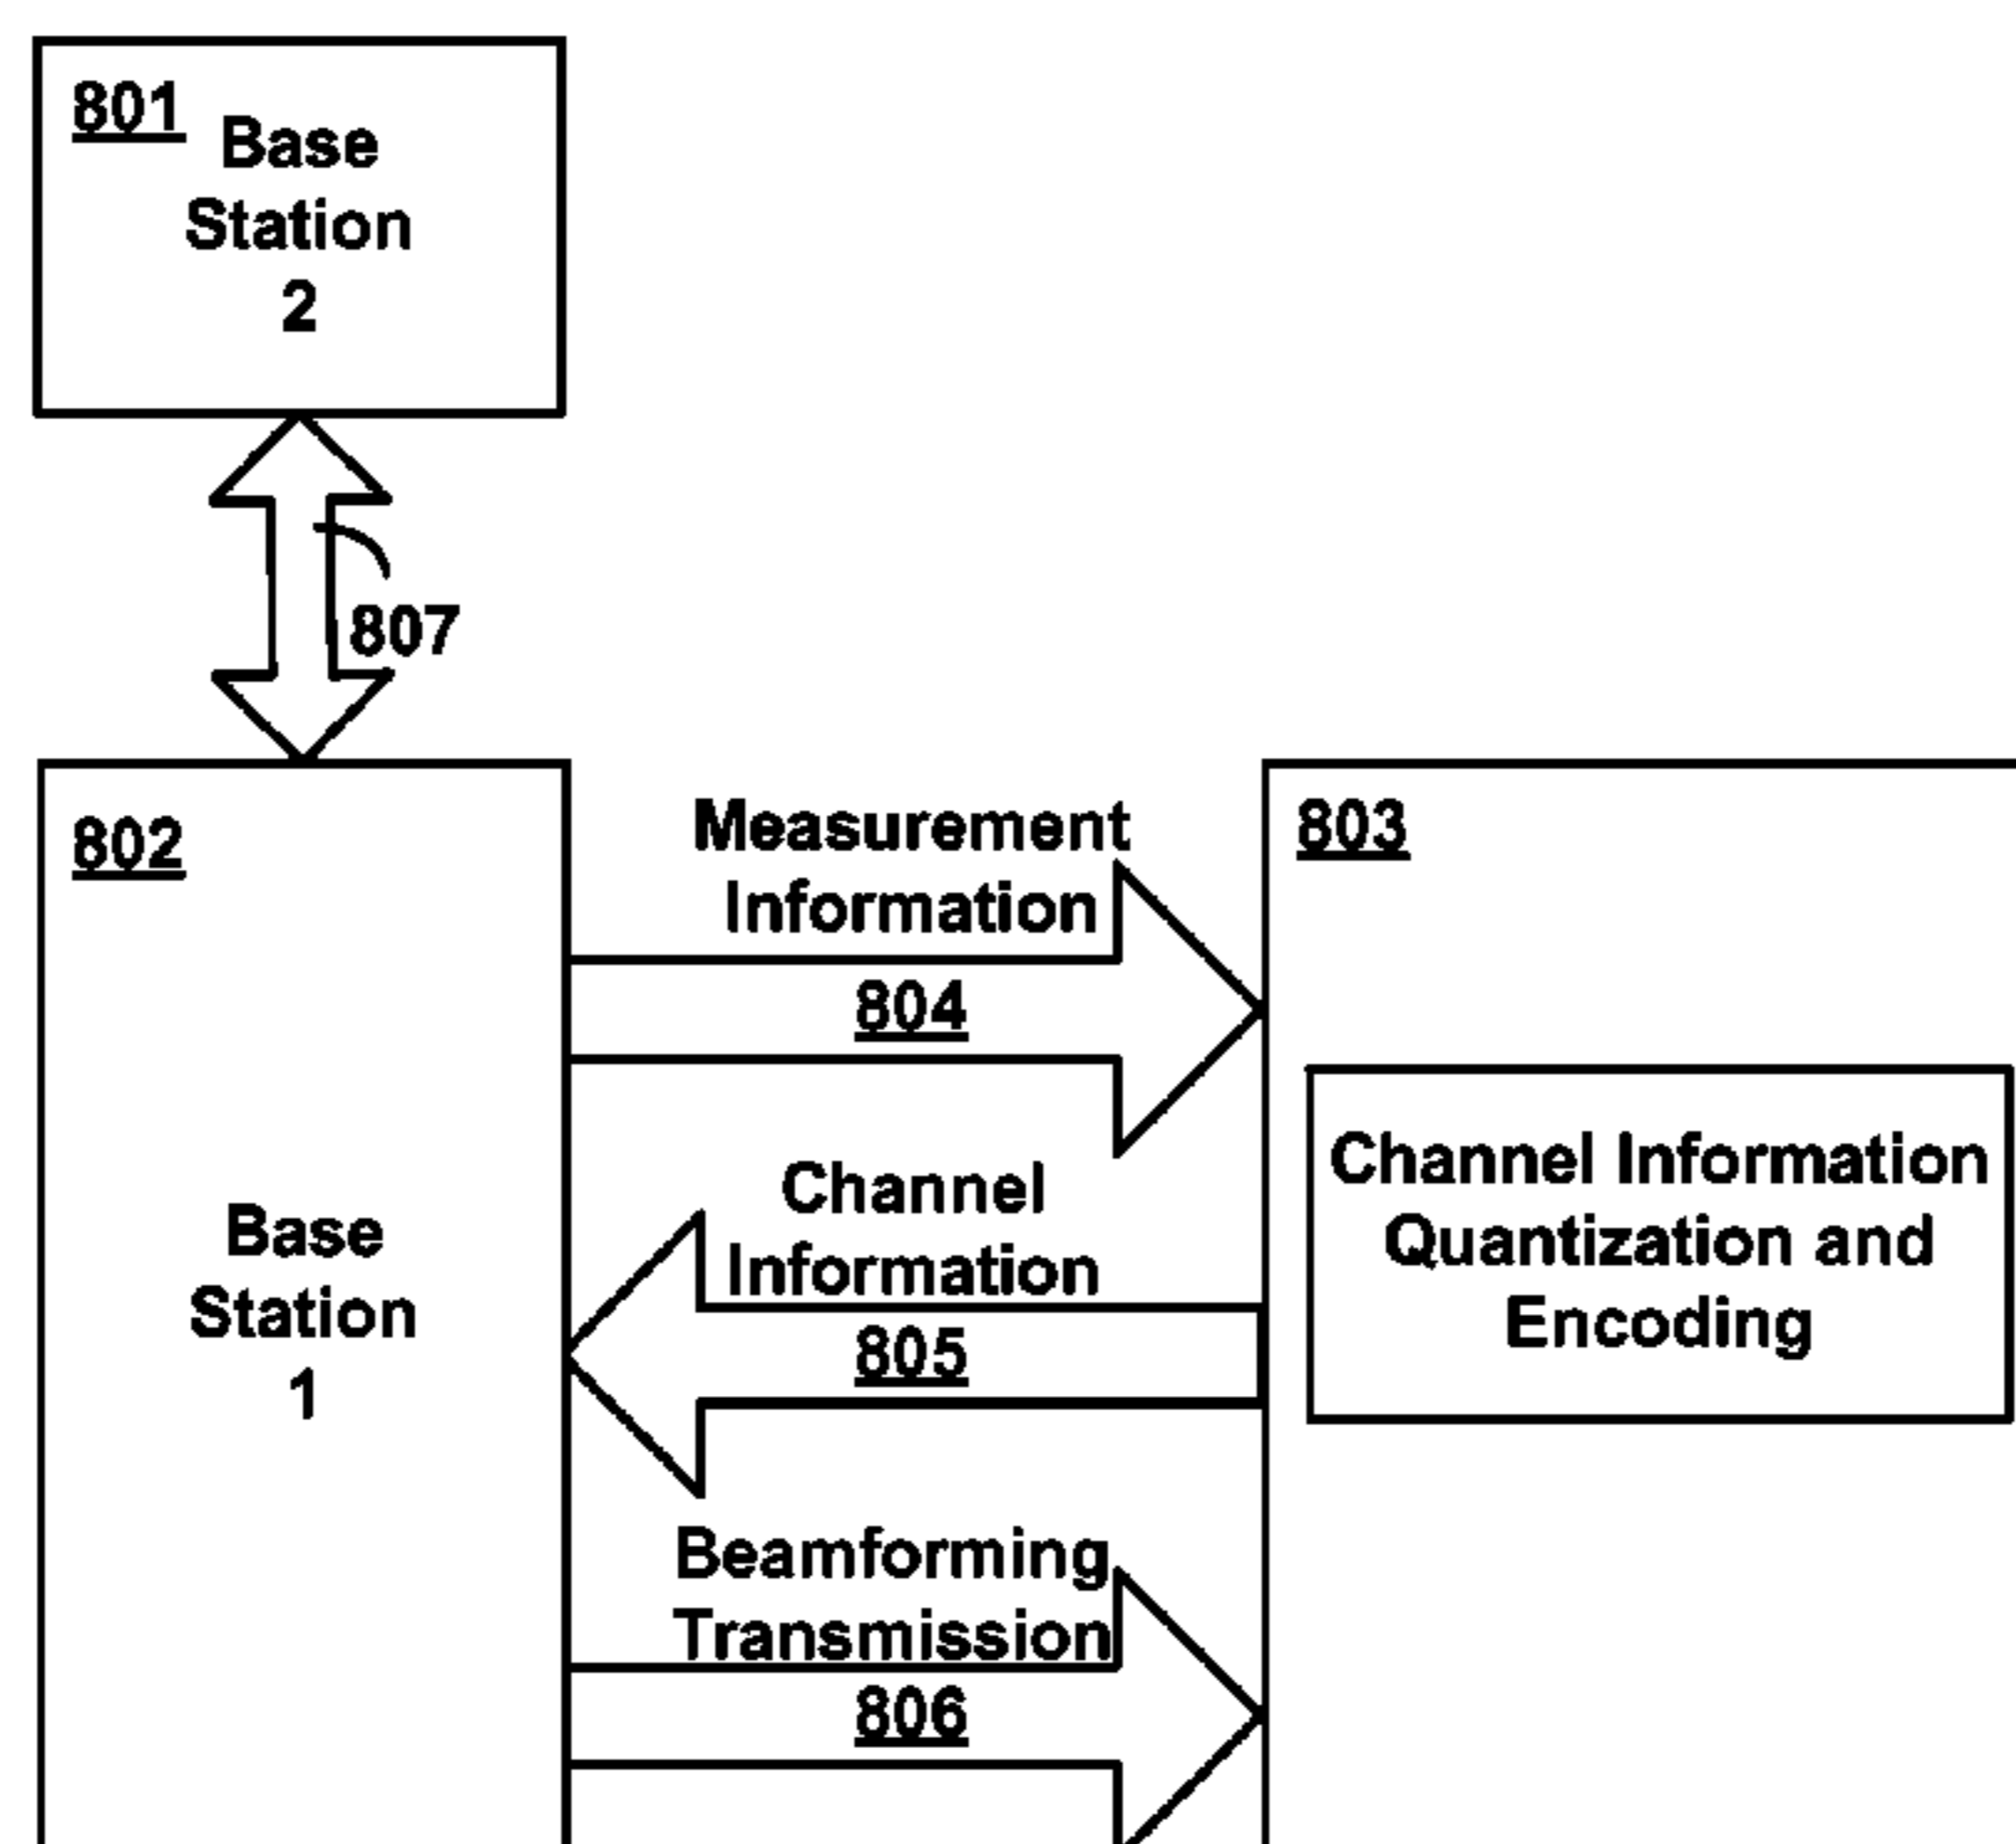 801
Base
Station
2
807
802
Base
Station
1
Measurement
Information
804
Channel
Information
805
Beamforming
Transmission
806
803
Channel Information
Quantization and
Encoding